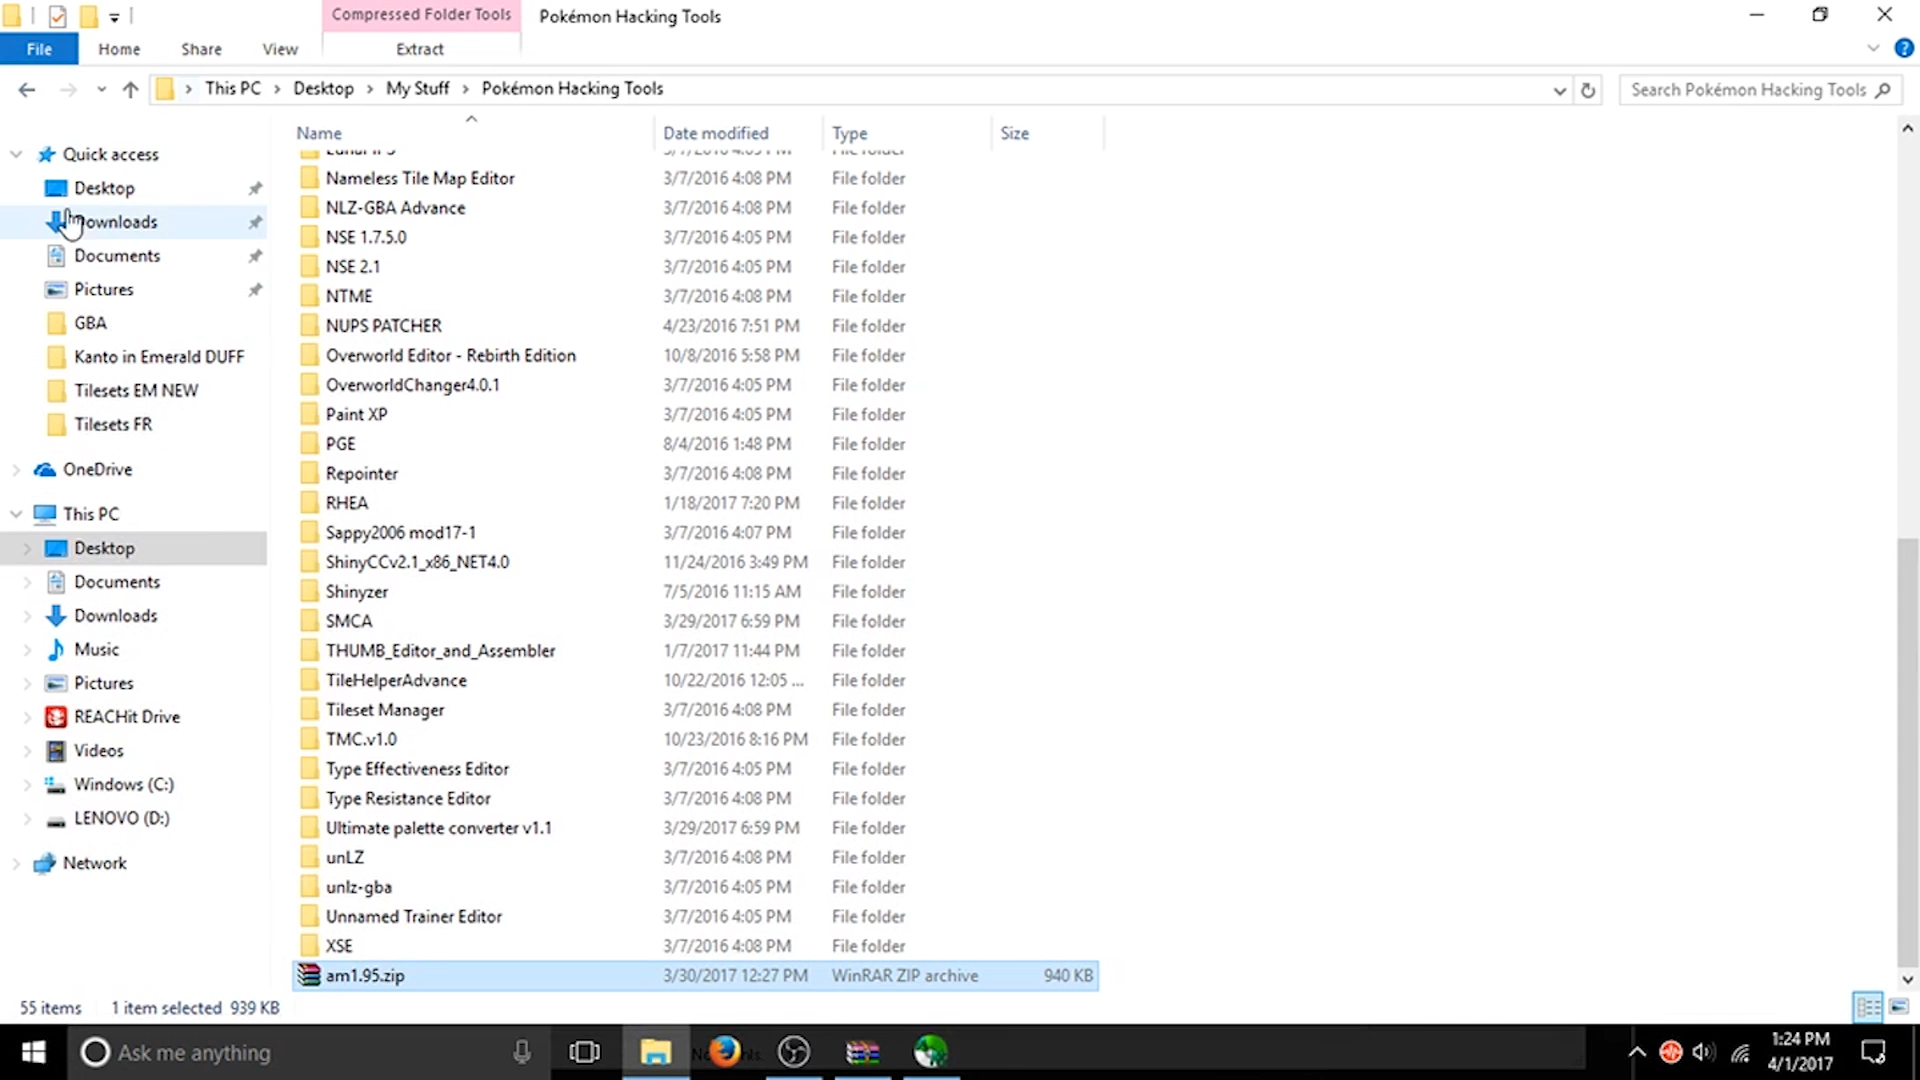 Compressed Folder Tools
Pokémon Hacking Tools
File
Home
Share
View
Extract
This PC
Desktop
My Stuff
Pokémon Hacking Tools
Search Pokémon Hacking Tools
Name
Date modified
Type
Size
Quick access
Desktop
Downloads
Documents
Pictures
GBA
Kanto in Emerald DUFF
Tilesets EM NEW
Tilesets FR
OneDrive
This PC
Desktop
Documents
Downloads
Music
Pictures
REACHit Drive
Videos
Windows (C:)
LENOVO (D:)
Network
Nameless Tile Map Editor 3/7/2016 4:08 PM File folder
NLZ-GBA Advance 3/7/2016 4:08 PM File folder
NSE 1.7.5.0 3/7/2016 4:05 PM File folder
NSE 2.1 3/7/2016 4:05 PM File folder
NTME 3/7/2016 4:08 PM File folder
NUPS PATCHER 4/23/2016 7:51 PM File folder
Overworld Editor - Rebirth Edition 10/8/2016 5:58 PM File folder
OverworldChanger4.0.1 3/7/2016 4:05 PM File folder
Paint XP 3/7/2016 4:05 PM File folder
PGE 8/4/2016 1:48 PM File folder
Repointer 3/7/2016 4:08 PM File folder
RHEA 1/18/2017 7:20 PM File folder
Sappy2006 mod17-1 3/7/2016 4:07 PM File folder
ShinyCCv2.1_x86_NET4.0 11/24/2016 3:49 PM File folder
Shinyzer 7/5/2016 11:15 AM File folder
SMCA 3/29/2017 6:59 PM File folder
THUMB_Editor_and_Assembler 1/7/2017 11:44 PM File folder
TileHelperAdvance 10/22/2016 12:05 ... File folder
Tileset Manager 3/7/2016 4:08 PM File folder
TMC.v1.0 10/23/2016 8:16 PM File folder
Type Effectiveness Editor 3/7/2016 4:05 PM File folder
Type Resistance Editor 3/7/2016 4:08 PM File folder
Ultimate palette converter v1.1 3/29/2017 6:59 PM File folder
unLZ 3/7/2016 4:08 PM File folder
unlz-gba 3/7/2016 4:05 PM File folder
Unnamed Trainer Editor 3/7/2016 4:05 PM File folder
XSE 3/7/2016 4:08 PM File folder
am1.95.zip 3/30/2017 12:27 PM WinRAR ZIP archive 940 KB
55 items 1 item selected 939 KB
Ask me anything
1:24 PM
4/1/2017